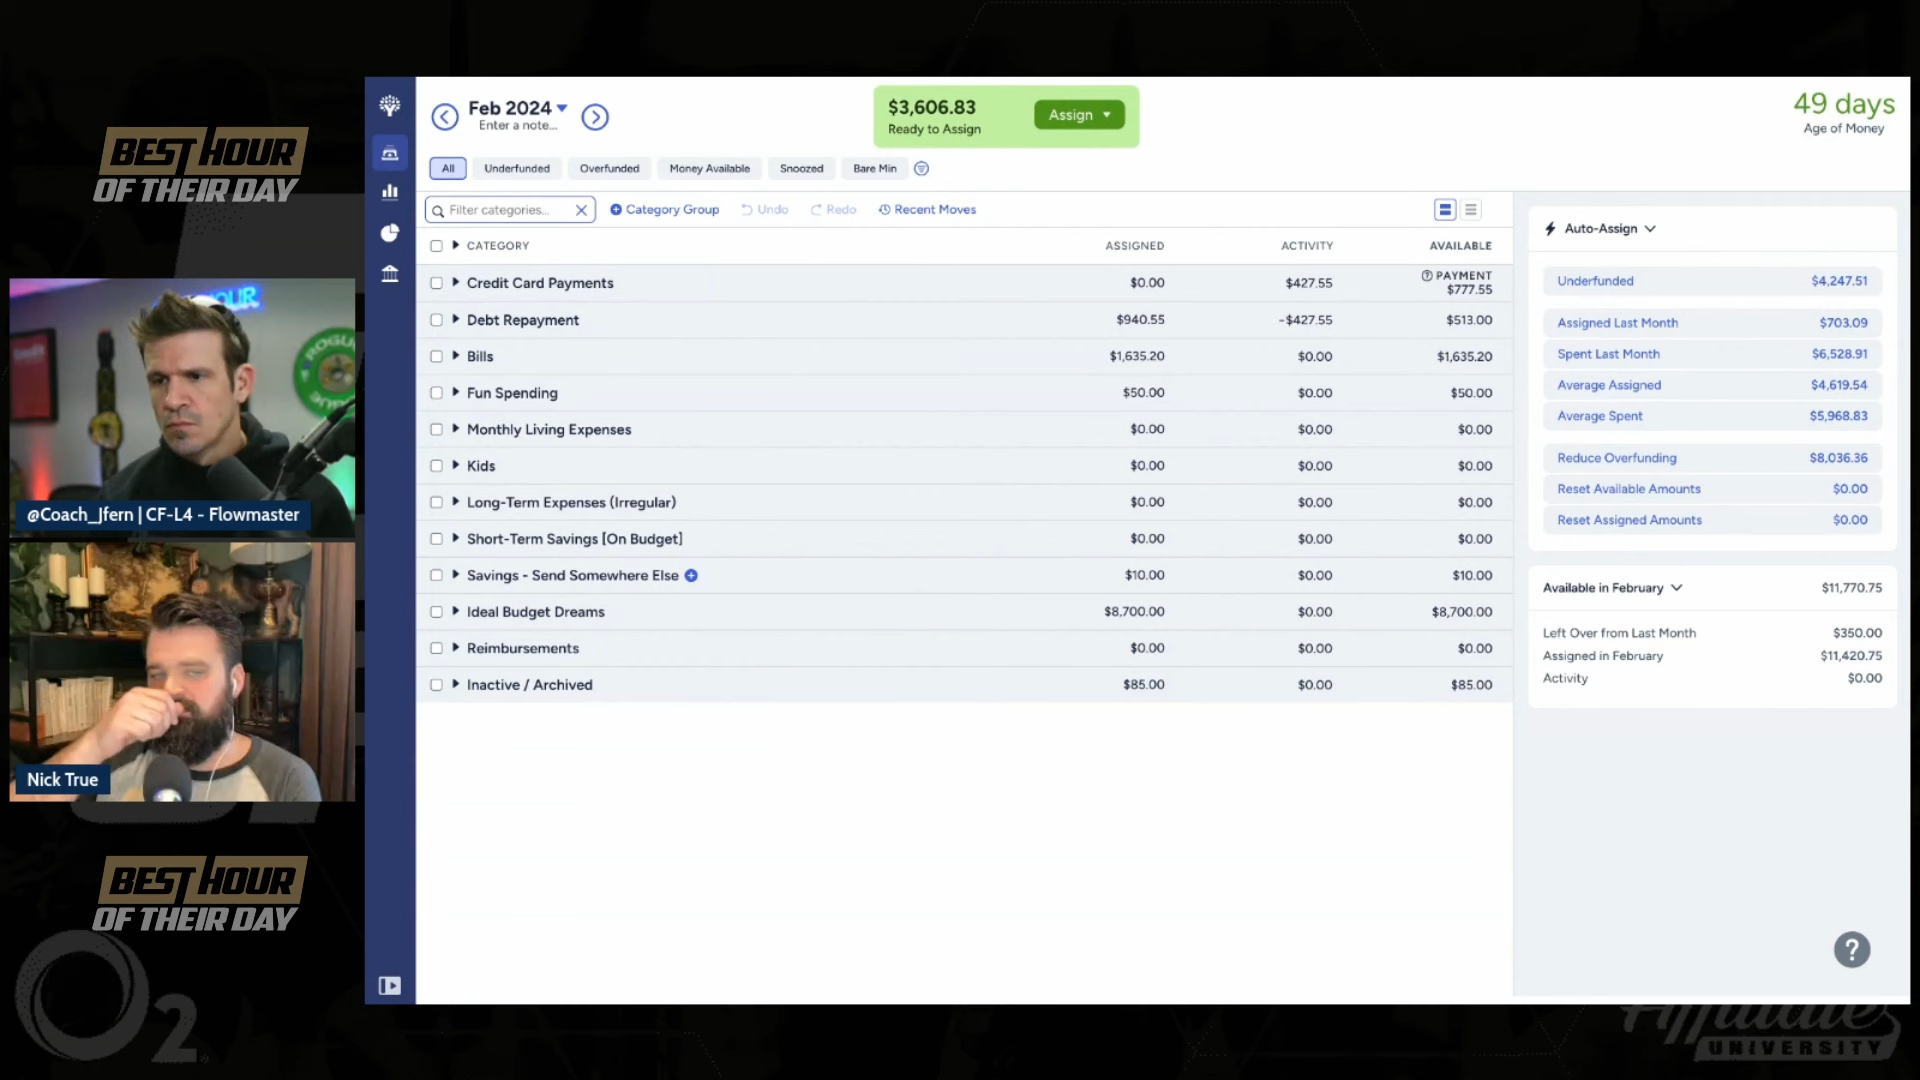 BEST HOUR
OF THEIR DAY
@Coach_Jfern | CF-L4 - Flowmaster
Nick True
BEST HOUR
OF THEIR DAY
O2
Feb 2024
Enter a note...
$3,606.83
Ready to Assign
Assign
49 days
Age of Money
All
Underfunded
Overfunded
Money Available
Snoozed
Bare Min
Filter categories...
Category Group
Undo
Redo
Recent Moves
CATEGORY ASSIGNED ACTIVITY AVAILABLE
Credit Card Payments $0.00 $427.55 PAYMENT $777.55
Debt Repayment $940.55 -$427.55 $513.00
Bills $1,635.20 $0.00 $1,635.20
Fun Spending $50.00 $0.00 $50.00
Monthly Living Expenses $0.00 $0.00 $0.00
Kids $0.00 $0.00 $0.00
Long-Term Expenses (Irregular) $0.00 $0.00 $0.00
Short-Term Savings [On Budget] $0.00 $0.00 $0.00
Savings - Send Somewhere Else $10.00 $0.00 $10.00
Ideal Budget Dreams $8,700.00 $0.00 $8,700.00
Reimbursements $0.00 $0.00 $0.00
Inactive / Archived $85.00 $0.00 $85.00
Auto-Assign
Underfunded $4,247.51
Assigned Last Month $703.09
Spent Last Month $6,528.91
Average Assigned $4,619.54
Average Spent $5,968.83
Reduce Overfunding $8,036.36
Reset Available Amounts $0.00
Reset Assigned Amounts $0.00
Available in February $11,770.75
Left Over from Last Month $350.00
Assigned in February $11,420.75
Activity $0.00
?
Affiliate
UNIVERSITY